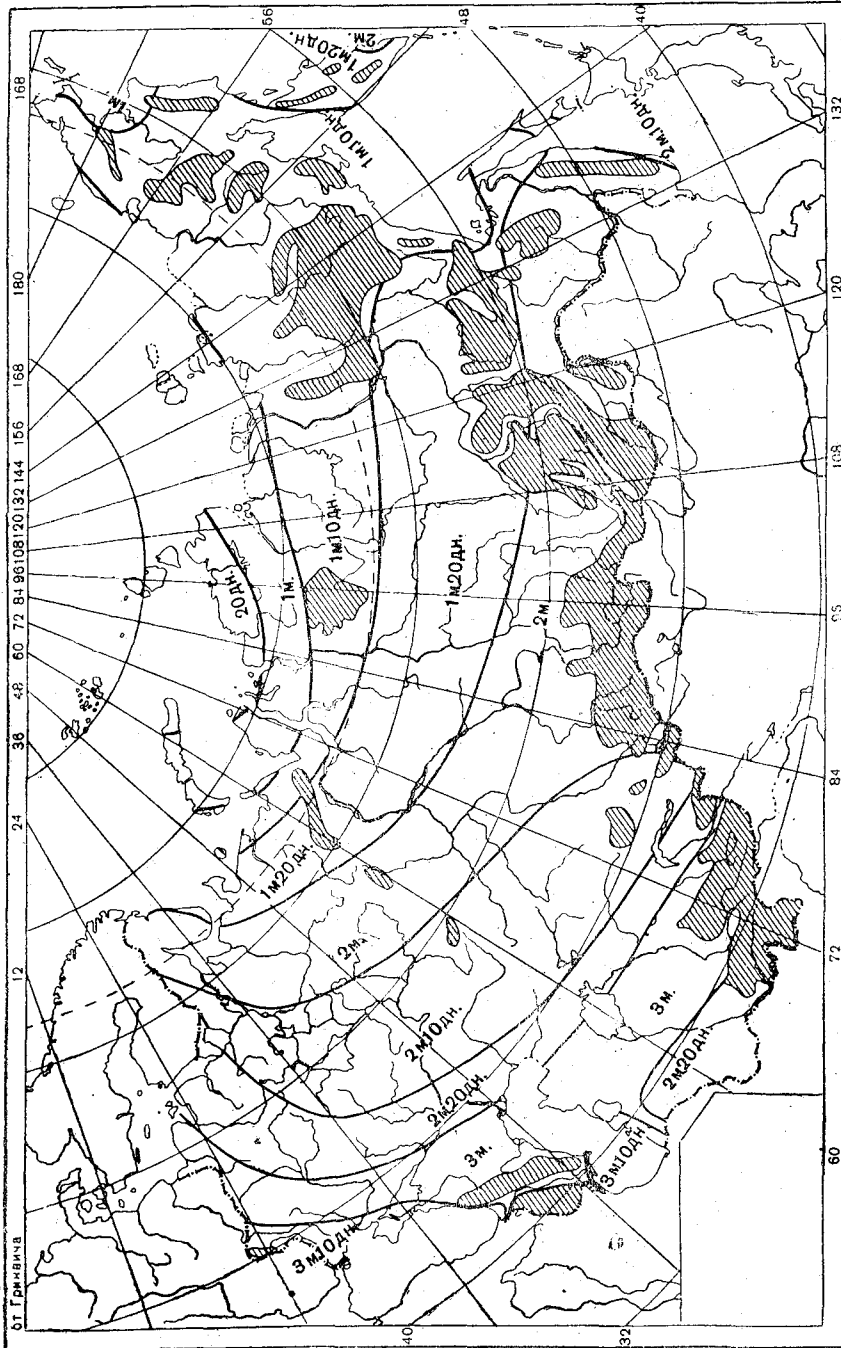 от Гринвича
12
24
36
48
60
72
84
96
108
120
132
144
156
168
180
168
56
48
40
132
120
108
96
84
72
60
32
40
1м
1м20дн.
2м.
1м10дн.
2м10дн.
20дн.
1м.
1м10дн.
1м20дн.
2м.
1м20дн.
2м.
2м10дн.
2м20дн.
3м.
3м10дн.
3м.
2м20дн.
3м10дн